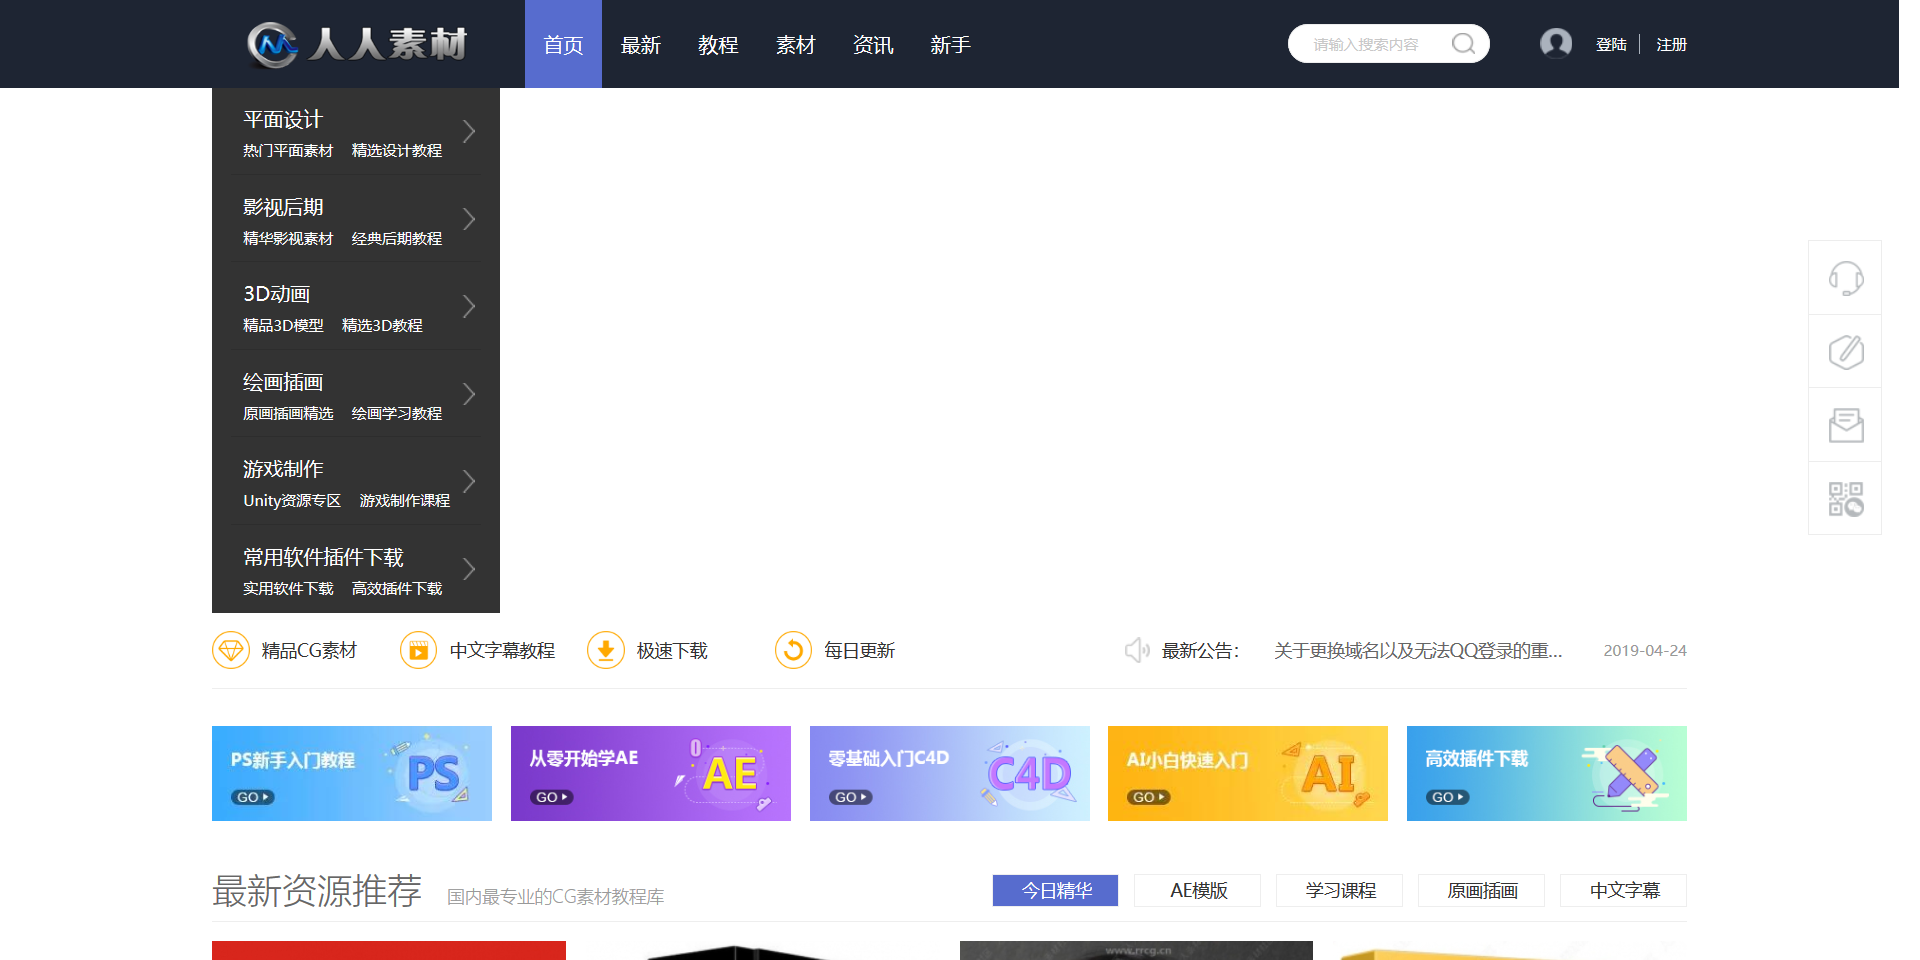 人人素材 首页 最新 教程 素材 资讯 新手 请输入搜索内容 登陆 注册
平面设计
热门平面素材 精选设计教程
影视后期
精华影视素材 经典后期教程
3D动画
精品3D模型 精选3D教程
绘画插画
原画插画精选 绘画学习教程
游戏制作
Unity资源专区 游戏制作课程
常用软件插件下载
实用软件下载 高效插件下载
精品CG素材 中文字幕教程 极速下载 每日更新 最新公告： 关于更换域名以及无法QQ登录的重... 2019-04-24
PS新手入门教程 PS
GO
从零开始学AE AE
GO
零基础入门C4D C4D
GO
AI小白快速入门 AI
GO
高效插件下载
GO
最新资源推荐 国内最专业的CG素材教程库 今日精华 AE模版 学习课程 原画插画 中文字幕
www.rrcg.cn